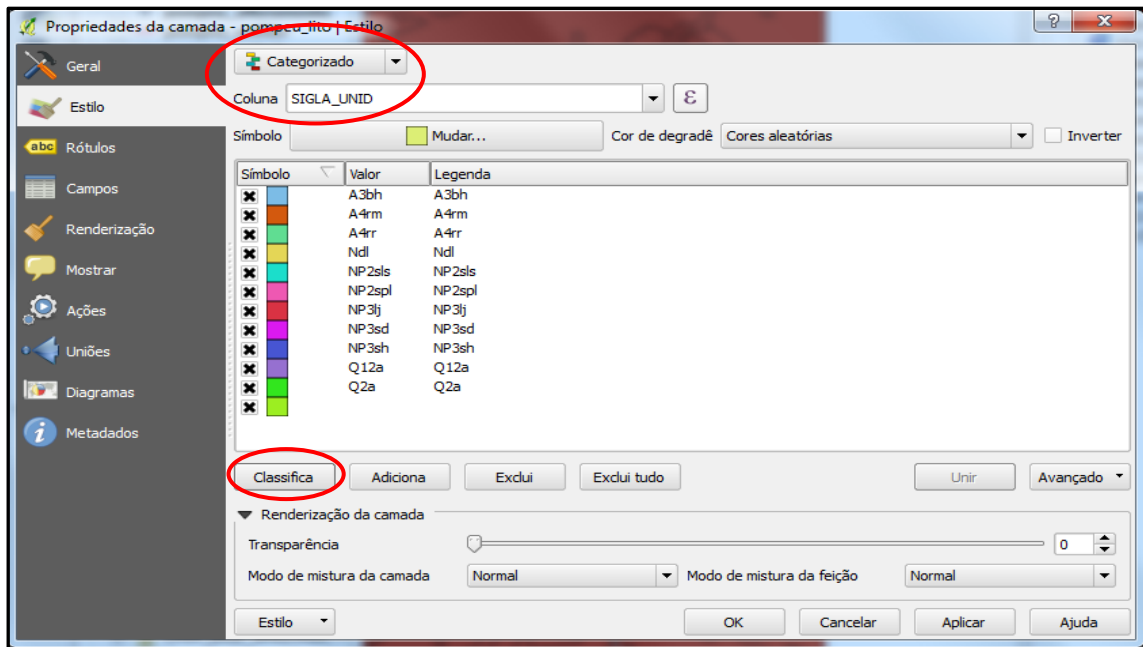 Propriedades da camada - pompeu_lito | Estilo
Geral
Estilo
abc Rótulos
Campos
Renderização
Mostrar
Ações
Uniões
Diagramas
Metadados
Categorizado
Coluna SIGLA_UNID ε
Símbolo Mudar... Cor de degradê Cores aleatórias Inverter
Símbolo Valor Legenda
A3bh A3bh
A4rm A4rm
A4rr A4rr
Ndl Ndl
NP2sls NP2sls
NP2spl NP2spl
NP3lj NP3lj
NP3sd NP3sd
NP3sh NP3sh
Q12a Q12a
Q2a Q2a
Classifica Adiciona Exclui Exclui tudo Unir Avançado
Renderização da camada
Transparência 0
Modo de mistura da camada Normal Modo de mistura da feição Normal
Estilo OK Cancelar Aplicar Ajuda